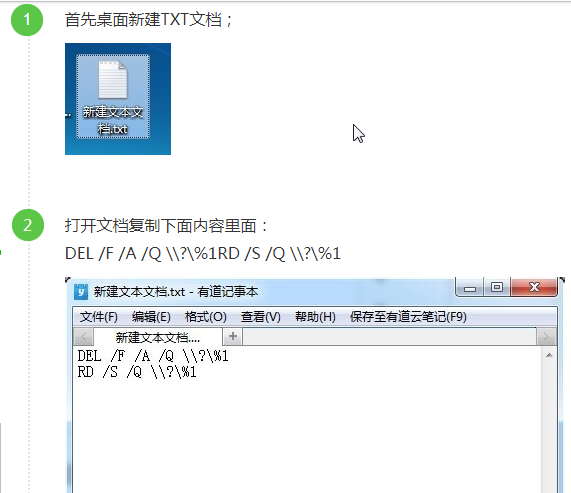 1
首先桌面新建TXT文档；
新建文本文
档.txt
2
打开文档复制下面内容里面：
DEL /F /A /Q \\?\%1RD /S /Q \\?\%1
新建文本文档.txt - 有道记事本
文件(F) 编辑(E) 格式(O) 查看(V) 帮助(H) 保存至有道云笔记(F9)
新建文本文档....
DEL /F /A /Q \\?\%1
RD /S /Q \\?\%1